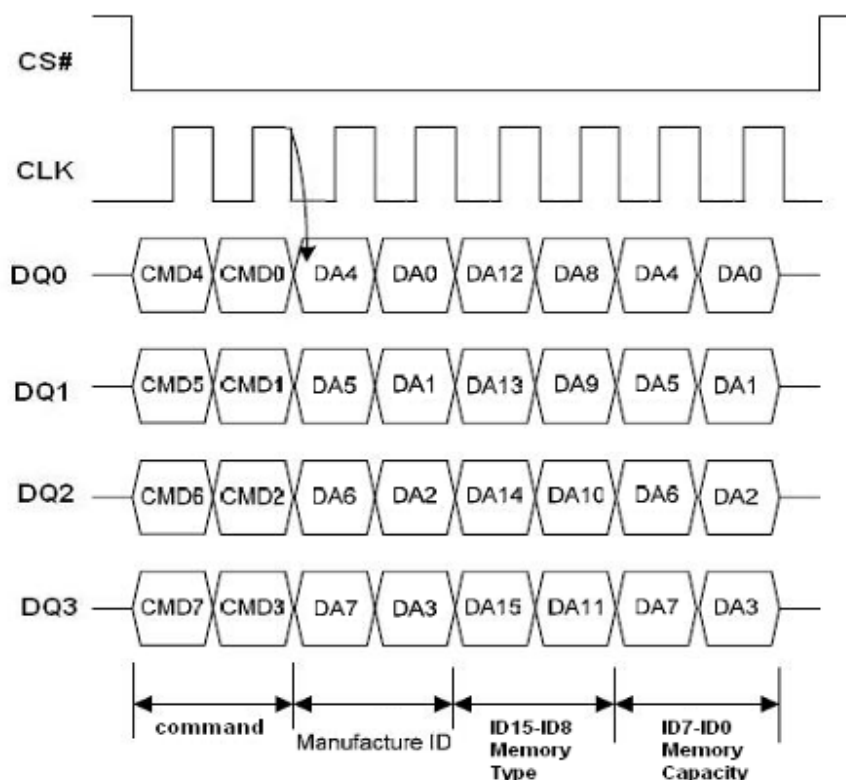 CS#
CLK
DQ0 CMD4 CMD0 DA4 DA0 DA12 DA8 DA4 DA0
DQ1 CMD5 CMD1 DA5 DA1 DA13 DA9 DA5 DA1
DQ2 CMD6 CMD2 DA6 DA2 DA14 DA10 DA6 DA2
DQ3 CMD7 CMD3 DA7 DA3 DA15 DA11 DA7 DA3
command
Manufacture ID
ID15-ID8
Memory
Type
ID7-ID0
Memory
Capacity